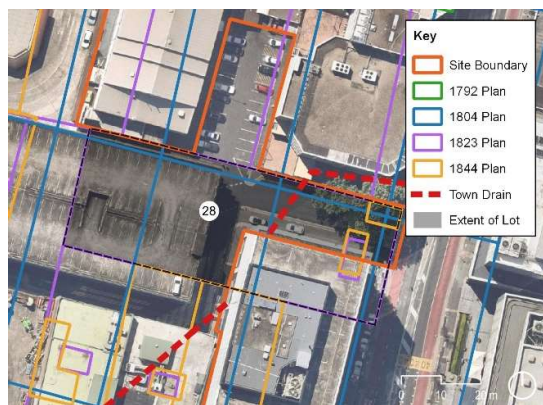 Key
Site Boundary
1792 Plan
1804 Plan
1823 Plan
1844 Plan
Town Drain
Extent of Lot
28
0 10 20 m